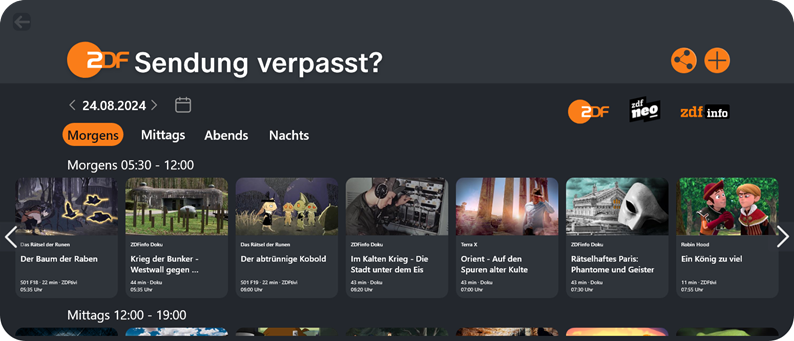 ZDF Sendung verpasst?
24.08.2024
ZDF
zdf neo
zdf info
Morgens Mittags Abends Nachts
Morgens 05:30 - 12:00
Das Rätsel der Runen
Der Baum der Raben
S01 F18 · 22 min · ZDFtivi
05:35 Uhr
ZDFinfo Doku
Krieg der Bunker -
Westwall gegen ...
44 min · Doku
05:35 Uhr
Das Rätsel der Runen
Der abtrünnige Kobold
S01 F19 · 22 min · ZDFtivi
06:00 Uhr
ZDFinfo Doku
Im Kalten Krieg - Die
Stadt unter dem Eis
43 min · Doku
06:20 Uhr
Terra X
Orient - Auf den
Spuren alter Kulte
43 min · Doku
07:00 Uhr
ZDFinfo Doku
Rätselhaftes Paris:
Phantome und Geister
43 min · Doku
07:30 Uhr
Robin Hood
Ein König zu viel
11 min · ZDFtivi
07:55 Uhr
Mittags 12:00 - 19:00